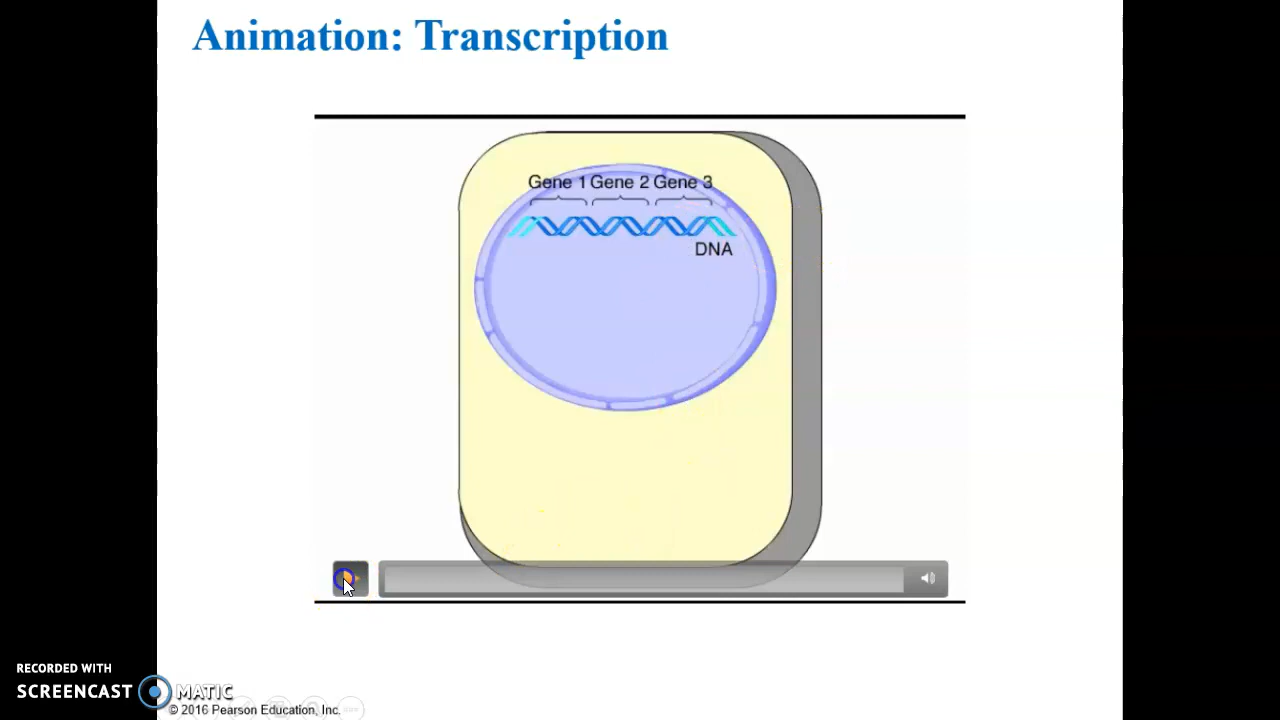 Animation: Transcription
Gene 1 Gene 2 Gene 3
DNA
RECORDED WITH
SCREENCAST MATIC
© 2016 Pearson Education, Inc.